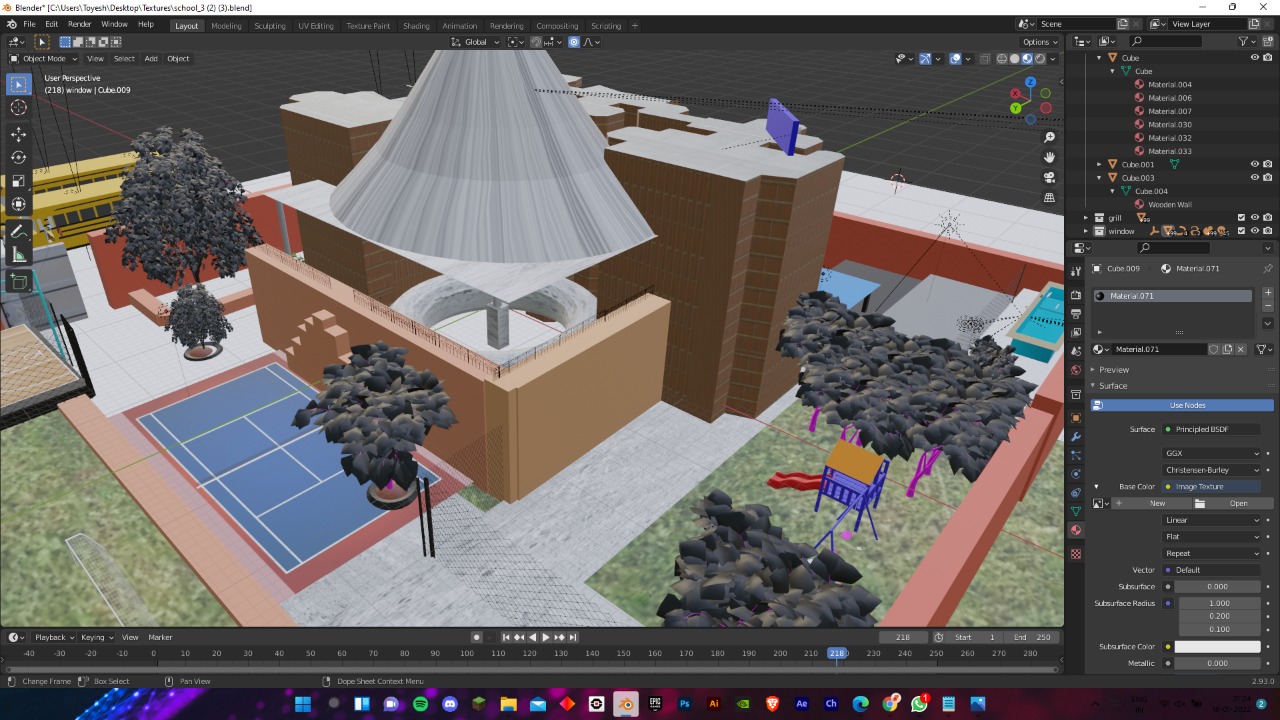 Blender* [C:\Users\Toyesh\Desktop\Textures\school_3 (2) (3).blend]
File Edit Render Window Help Layout Modeling Sculpting UV Editing Texture Paint Shading Animation Rendering Compositing Scripting + Scene View Layer
Global Options
Object Mode View Select Add Object
User Perspective
(218) window | Cube.009
X Y Z
Cube
Cube
Material.004
Material.006
Material.007
Material.030
Material.032
Material.033
Cube.001
Cube.003
Cube.004
Wooden Wall
grill
window
Cube.009 Material.071
Material.071
Material.071
Preview
Surface
Use Nodes
Surface Principled BSDF
GGX
Christensen-Burley
Base Color Image Texture
New Open
Linear
Flat
Repeat
Vector Default
Subsurface 0.000
Subsurface Radius 1.000
0.200
0.100
Subsurface Color
Metallic 0.000
Playback Keying View Marker 218 Start 1 End 250
-40 -30 -20 -10 0 10 20 30 40 50 60 70 80 90 100 110 120 130 140 150 160 170 180 190 200 210 218 230 240 250 260 270 280
Change Frame Box Select Pan View Dope Sheet Context Menu 2.93.0
EPIC Ps Ai Ae Ch 1 2